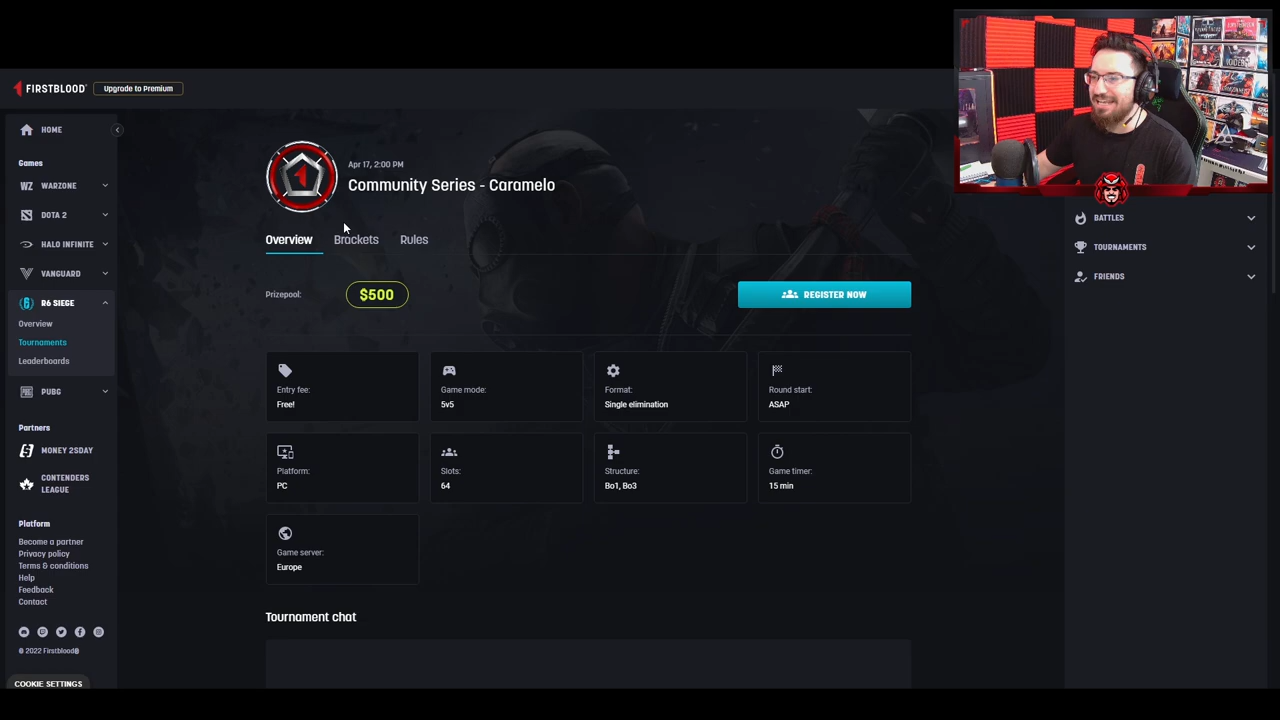 FIRSTBLOOD
Upgrade to Premium
HOME
Games
WARZONE
DOTA 2
HALO INFINITE
VANGUARD
R6 SIEGE
Overview
Tournaments
Leaderboards
PUBG
Partners
MONEY 2SDAY
CONTENDERS
LEAGUE
Platform
Become a partner
Privacy policy
Terms & conditions
Help
Feedback
Contact
© 2022 Firstblood®
COOKIE SETTINGS
Apr 17, 2:00 PM
Community Series - Caramelo
Overview Brackets Rules
Prizepool: $500
REGISTER NOW
Entry fee:
Free!
Game mode:
5v5
Format:
Single elimination
Round start:
ASAP
Platform:
PC
Slots:
64
Structure:
Bo1, Bo3
Game timer:
15 min
Game server:
Europe
Tournament chat
BATTLES
TOURNAMENTS
FRIENDS